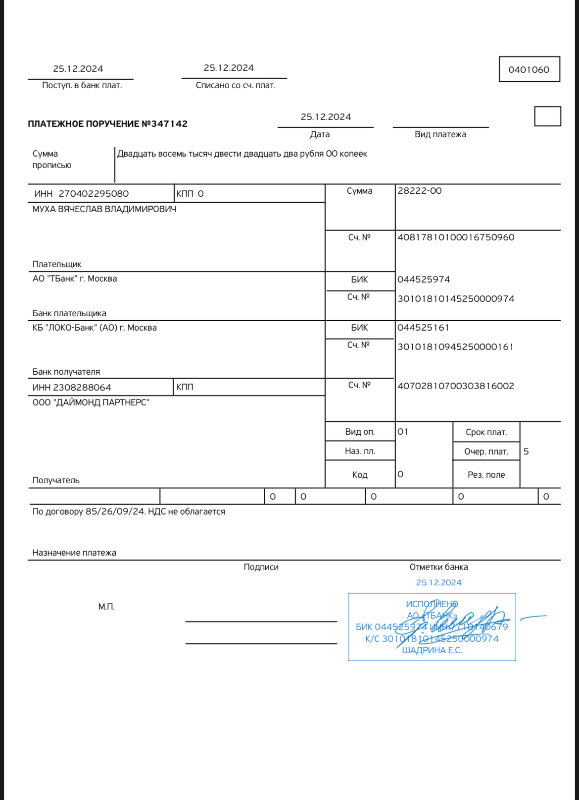 25.12.2024 25.12.2024 0401060
Поступ. в банк плат. Списано со сч. плат.
25.12.2024
ПЛАТЕЖНОЕ ПОРУЧЕНИЕ №347142
Дата Вид платежа
Сумма прописью Двадцать восемь тысяч двести двадцать два рубля 00 копеек
ИНН 270402295080 КПП 0 Сумма 28222-00
МУХА ВЯЧЕСЛАВ ВЛАДИМИРОВИЧ
Сч. № 40817810100016750960
Плательщик
АО "ТБанк" г. Москва БИК 044525974
Сч. № 30101810145250000974
Банк плательщика
КБ "ЛОКО-Банк" (АО) г. Москва БИК 044525161
Сч. № 30101810945250000161
Банк получателя
ИНН 2308288064 КПП Сч. № 40702810700303816002
ООО "ДАЙМОНД ПАРТНЕРС"
Вид оп. 01 Срок плат.
Наз. пл. Очер. плат. 5
Получатель Код 0 Рез. поле
0 0 0 0 0
По договору 85/26/09/24. НДС не облагается
Назначение платежа
Подписи Отметки банка
25.12.2024
М.П.
ИСПОЛНЕНО
АО "ТБАНК"
БИК 044525974 ИНН 7710140679
К/С 30101810145250000974
ШАДРИНА Е.С.